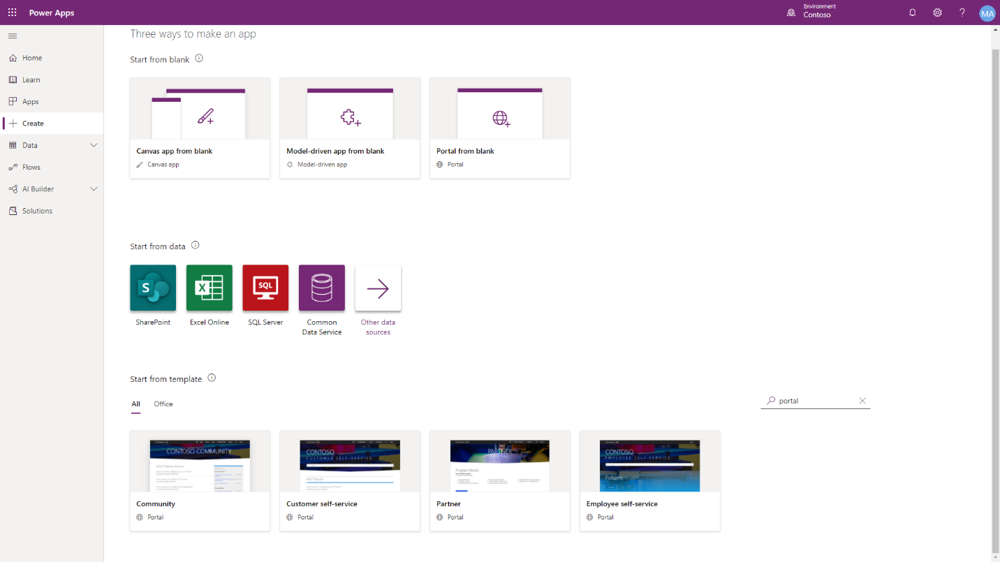 Power Apps
Environment
Contoso
MA
Three ways to make an app
Home
Learn
Apps
Create
Data
Flows
AI Builder
Solutions
Start from blank
Canvas app from blank
Canvas app
Model-driven app from blank
Model-driven app
Portal from blank
Portal
Start from data
S
X
SQL
SharePoint
Excel Online
SQL Server
Common
Data Service
Other data
sources
Start from template
All
Office
portal
CONTOSO COMMUNITY
Community
Portal
CONTOSO
CUSTOMER SELF-SERVICE
Most Popular
Customer self-service
Portal
PARTNER
PORTAL
Program Details
Partner
Portal
CONTOSO
EMPLOYEE SELF-SERVICE
Forums
Employee self-service
Portal